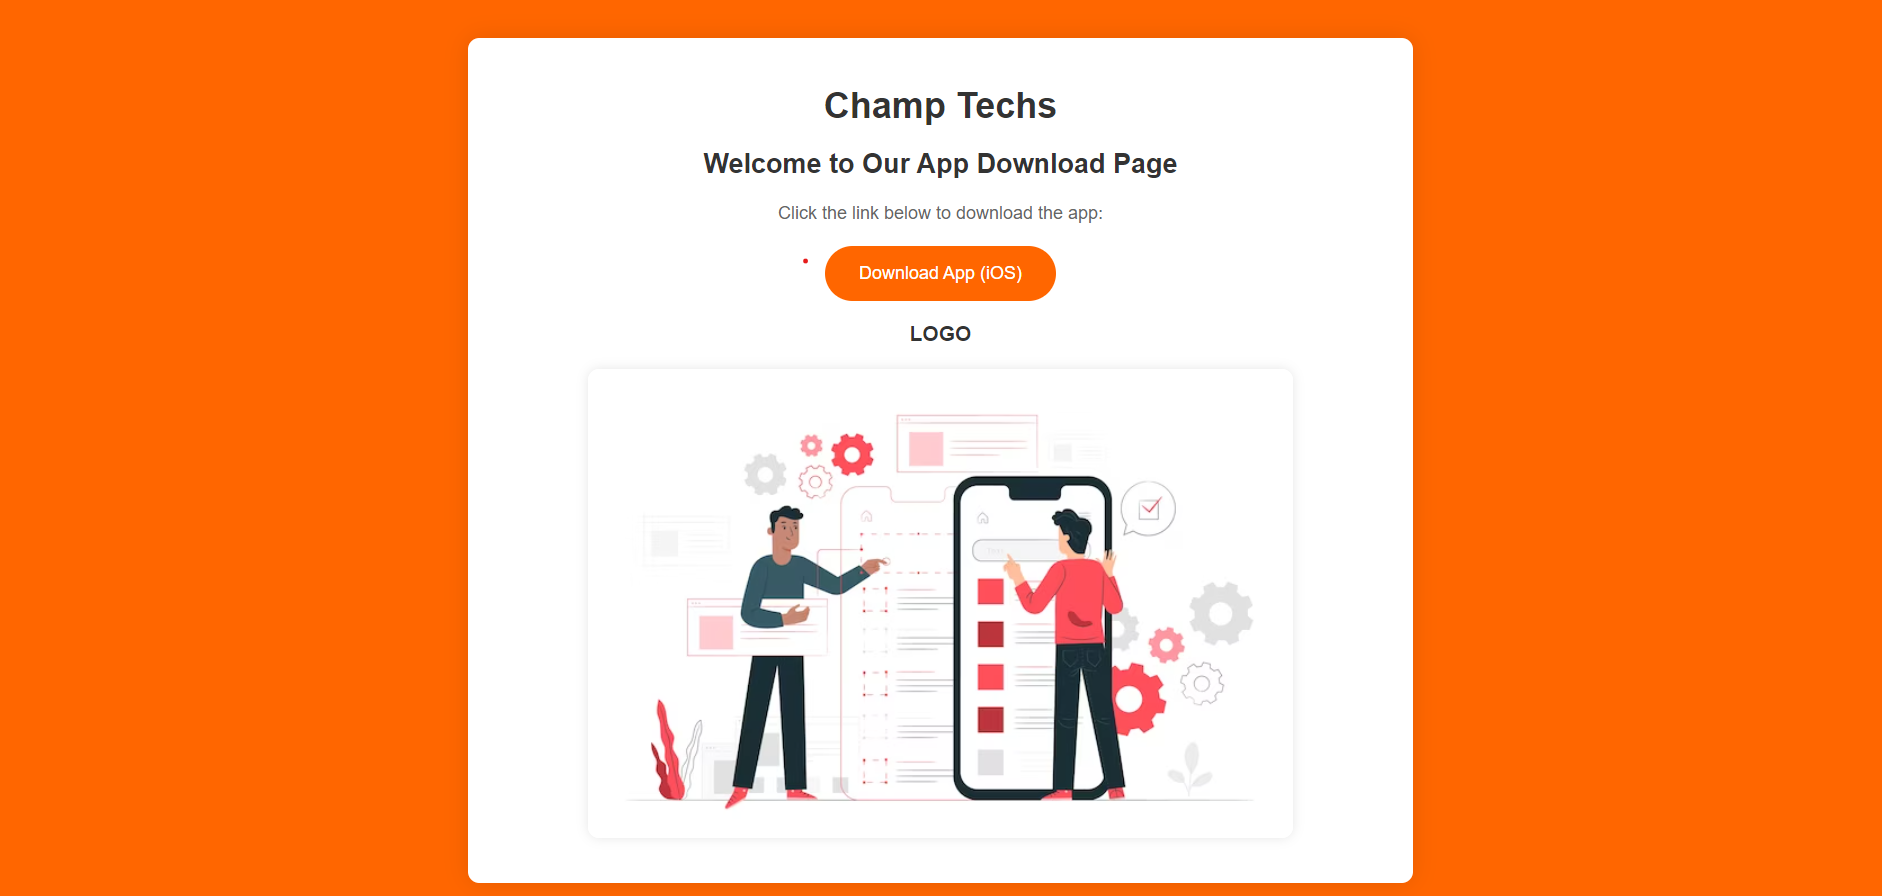 Champ Techs
Welcome to Our App Download Page
Click the link below to download the app:
Download App (iOS)
LOGO